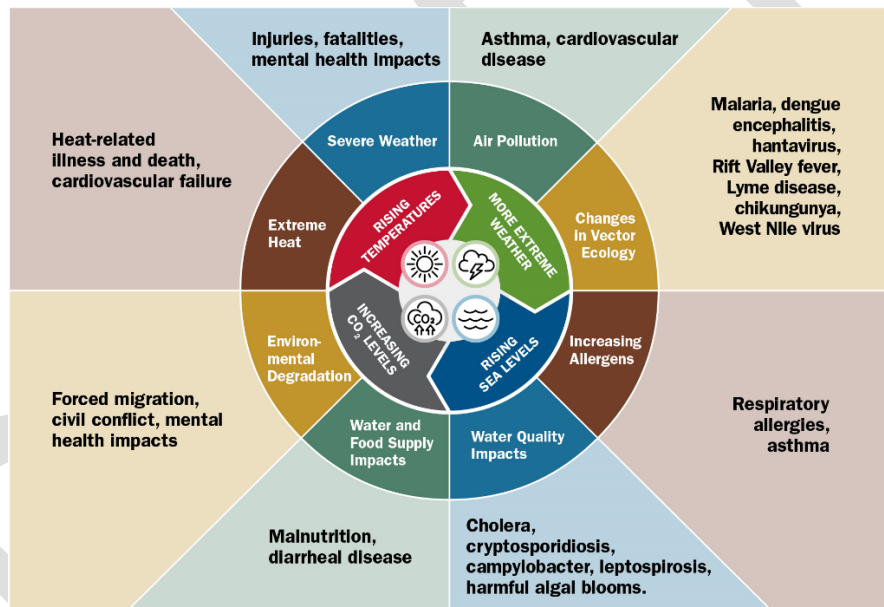 Injuries, fatalities,
mental health impacts
Asthma, cardiovascular
disease
Malaria, dengue
encephalitis,
hantavirus,
Rift Valley fever,
Lyme disease,
chikungunya,
West Nile virus
Heat-related
illness and death,
cardiovascular failure
Severe Weather
Air Pollution
Extreme
Heat
Changes
in Vector
Ecology
RISING
TEMPERATURES
MORE EXTREME
WEATHER
INCREASING
CO2 LEVELS
CO2
RISING
SEA LEVELS
Environ-
mental
Degradation
Increasing
Allergens
Forced migration,
civil conflict, mental
health impacts
Water and
Food Supply
Impacts
Water Quality
Impacts
Respiratory
allergies,
asthma
Malnutrition,
diarrheal disease
Cholera,
cryptosporidiosis,
campylobacter, leptospirosis,
harmful algal blooms.